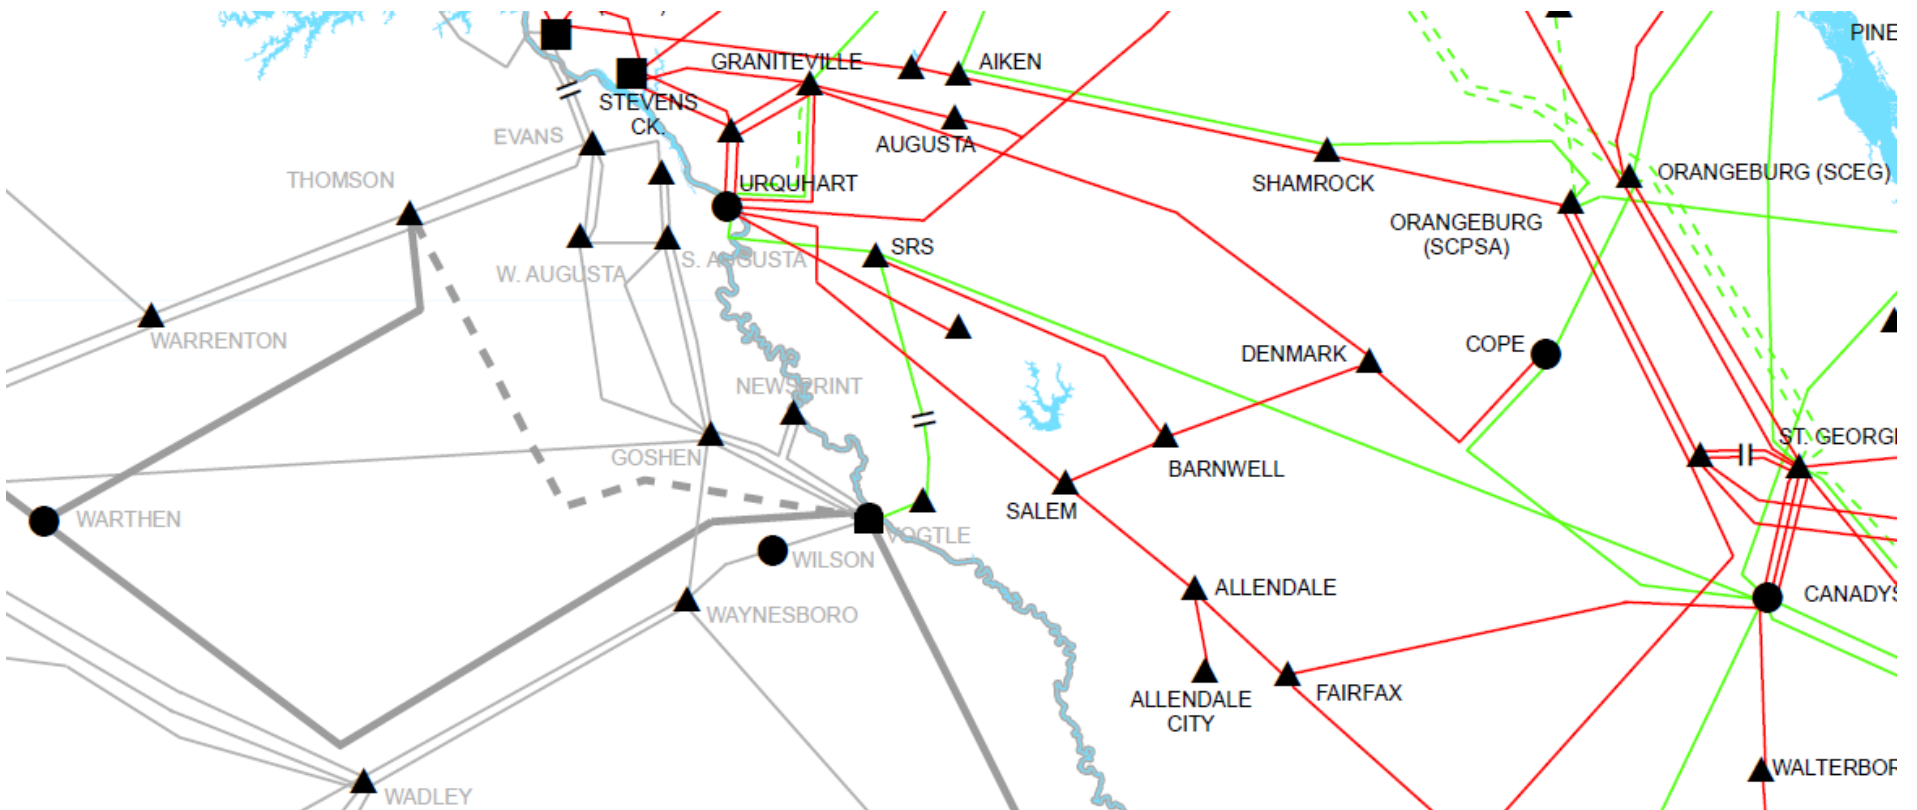 PINE
GRANITEVILLE
AIKEN
STEVENS
CK.
EVANS
AUGUSTA
THOMSON
URQUHART
SHAMROCK
ORANGEBURG (SCEG)
ORANGEBURG
(SCPSA)
SRS
S. AUGUSTA
W. AUGUSTA
WARRENTON
COPE
DENMARK
NEWSPRINT
ST. GEORGE
GOSHEN
BARNWELL
SALEM
WARTHEN
VOGTLE
WILSON
ALLENDALE
CANADYS
WAYNESBORO
FAIRFAX
ALLENDALE
CITY
WALTERBOR
WADLEY